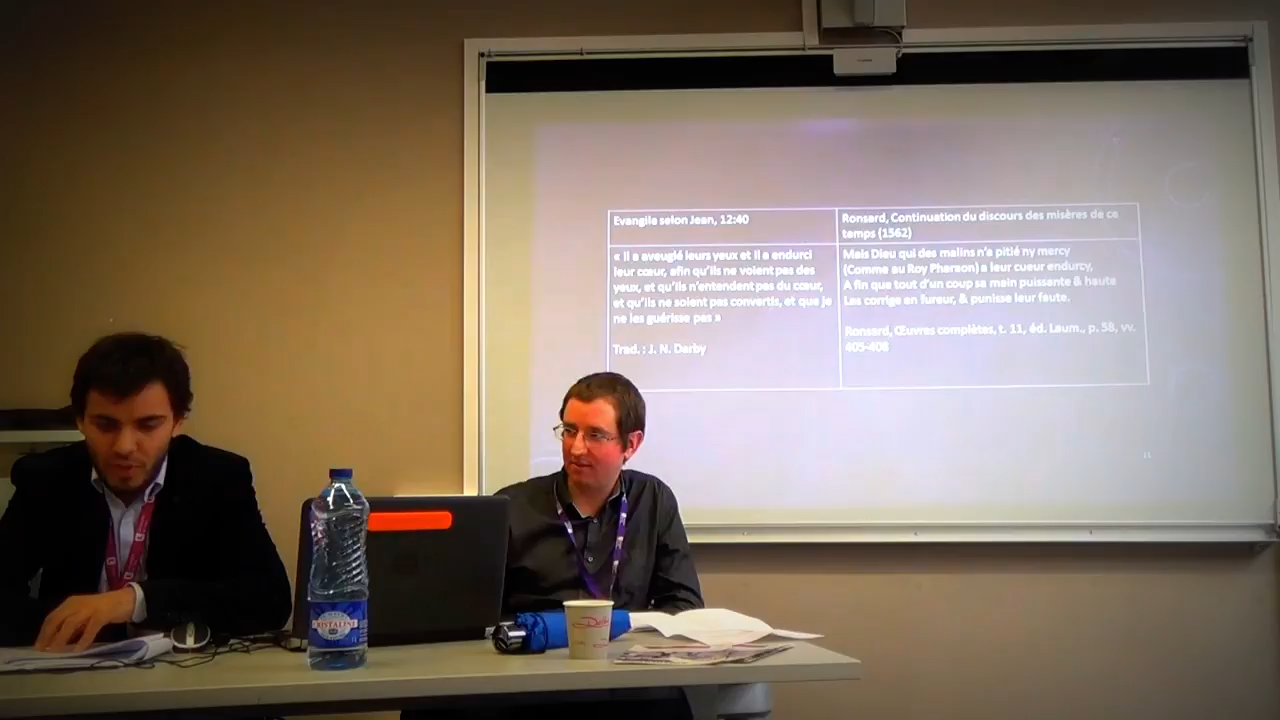 Evangile selon Jean, 12:40
« Il a aveuglé leurs yeux et il a endurci
leur cœur, afin qu'ils ne voient pas des
yeux, et qu'ils n'entendent pas du cœur,
et qu'ils ne soient pas convertis, et que je
ne les guérisse pas »
Trad. : J. N. Darby
Ronsard, Continuation du discours des misères de ce
temps (1562)
Mais Dieu qui des malins n'a pitié ny mercy
(Comme au Roy Pharaon) a leur cueur endurcy,
A fin que tout d'un coup sa main puissante & haute
Les corrige en fureur, & punisse leur faute.
Ronsard, Œuvres complètes, t. 11, éd. Laum., p. 58, vv.
405-408
CRISTALINE